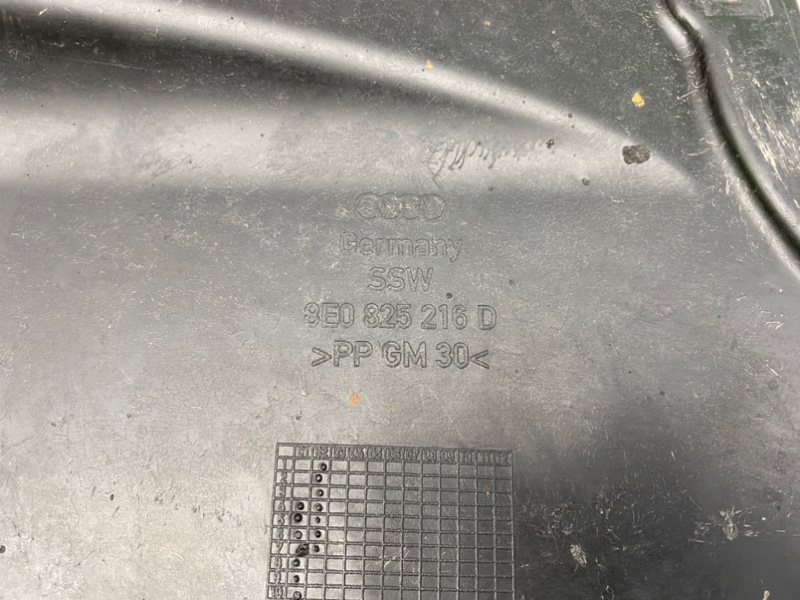 Germany
SSW
8E0 825 216 D
>PP GM 30<